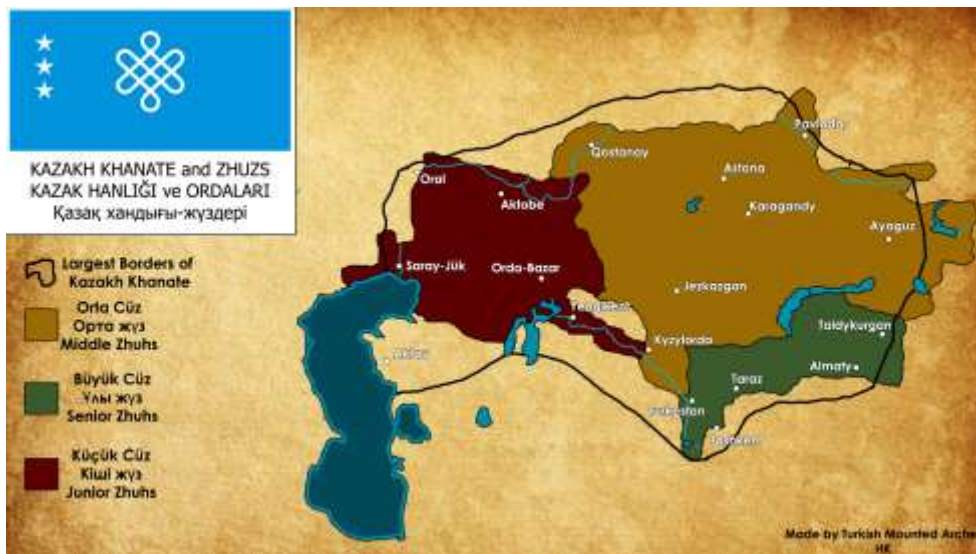 KAZAKH KHANATE and ZHUZS
KAZAK HANLIĞI ve ORDALARI
Қазақ хандығы-жүздері
Largest Borders of
Kazakh Khanate
Orta Cüz
Орта жүз
Middle Zhuhs
Büyük Cüz
Ұлы жүз
Senior Zhuhs
Küçük Cüz
Кіші жүз
Junior Zhuhs
Pavlodar
Qostanay
Astana
Oral
Aktobe
Karagandy
Ayaguz
Saray-Jük
Orda-Bazar
Jezkazgan
Taldykurgan
Kyzylorda
Aktau
Almaty
Taraz
Turkestan
Tashkent
Made by Turkish Mounted Archer